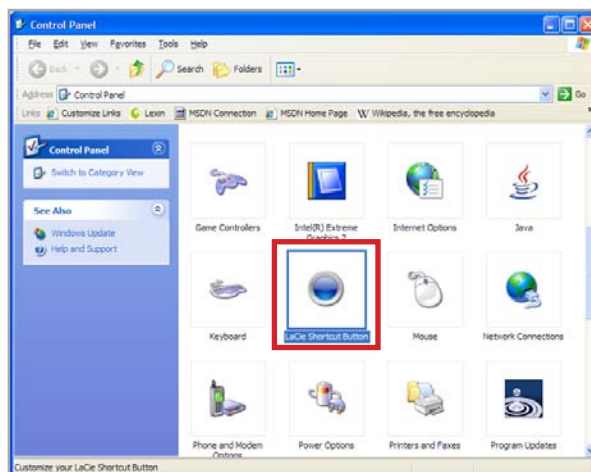 Control Panel
File Edit View Favorites Tools Help
Back Search Folders
Address Control Panel Go
Links Customize Links Lexin MSDN Connection MSDN Home Page Wikipedia, the free encyclopedia
Control Panel
Switch to Category View
See Also
Windows Update
Help and Support
Game Controllers
Intel(R) Extreme
Graphics 2
Internet Options
Java
Keyboard
LaCie Shortcut Button
Mouse
Network Connections
Phone and Modem
Options
Power Options
Printers and Faxes
Program Updates
Customize your LaCie Shortcut Button